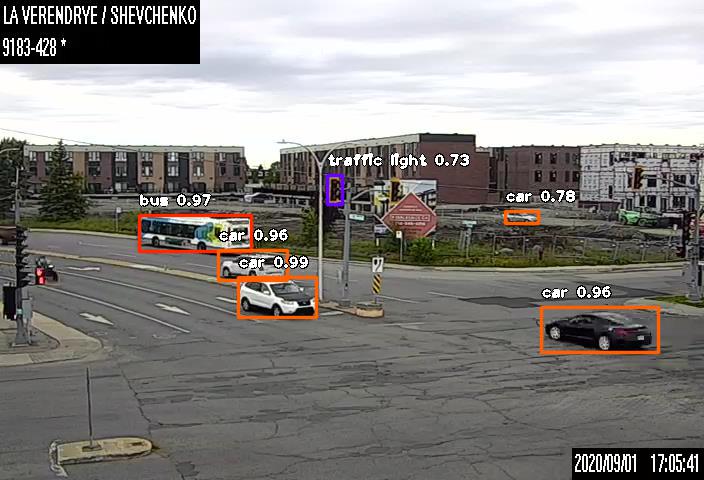 LA VERENDRYE / SHEVCHENKO
9183-428 *
traffic light 0.73
bus 0.97
car 0.78
car 0.96
car 0.99
car 0.96
2020/09/01 17:05:41